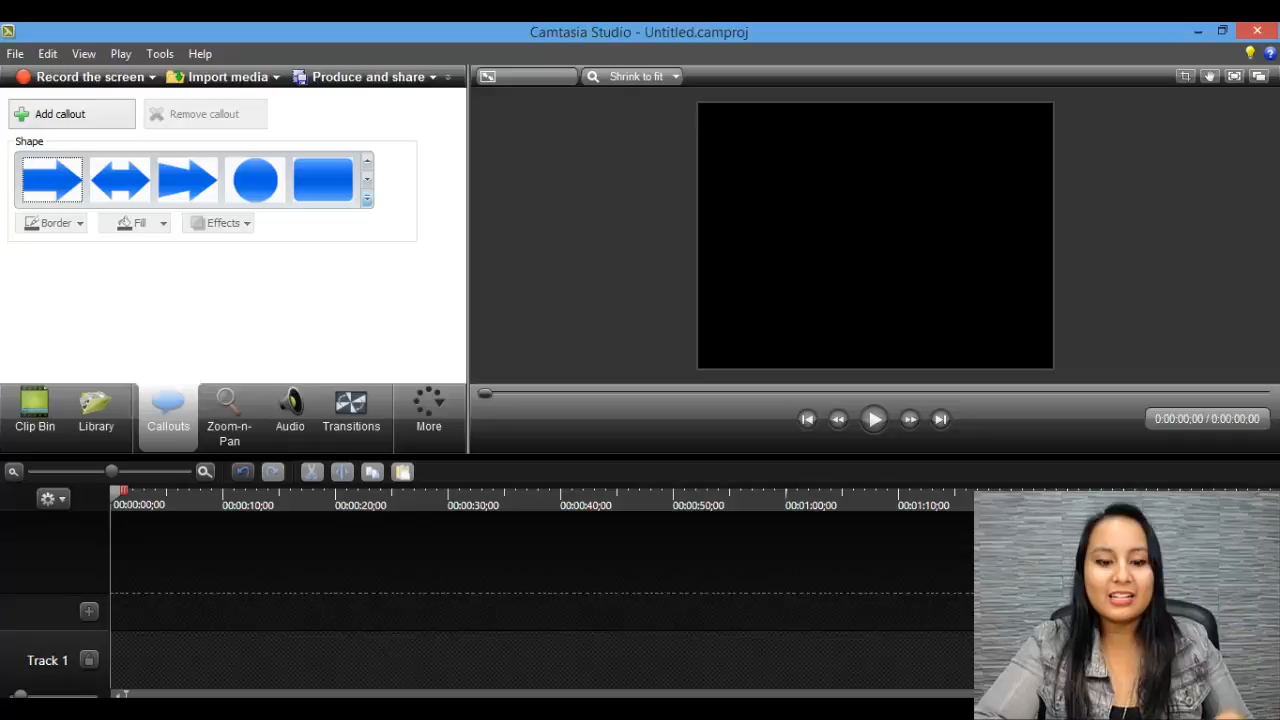 Camtasia Studio - Untitled.camproj
File Edit View Play Tools Help
Record the screen Import media Produce and share Shrink to fit
Add callout Remove callout
Shape
Border Fill Effects
Clip Bin Library Callouts Zoom-n-Pan Audio Transitions More
0:00:00;00 / 0:00:00;00
00:00:00;00 00:00:10;00 00:00:20;00 00:00:30;00 00:00:40;00 00:00:50;00 00:01:00;00 00:01:10;00
Track 1